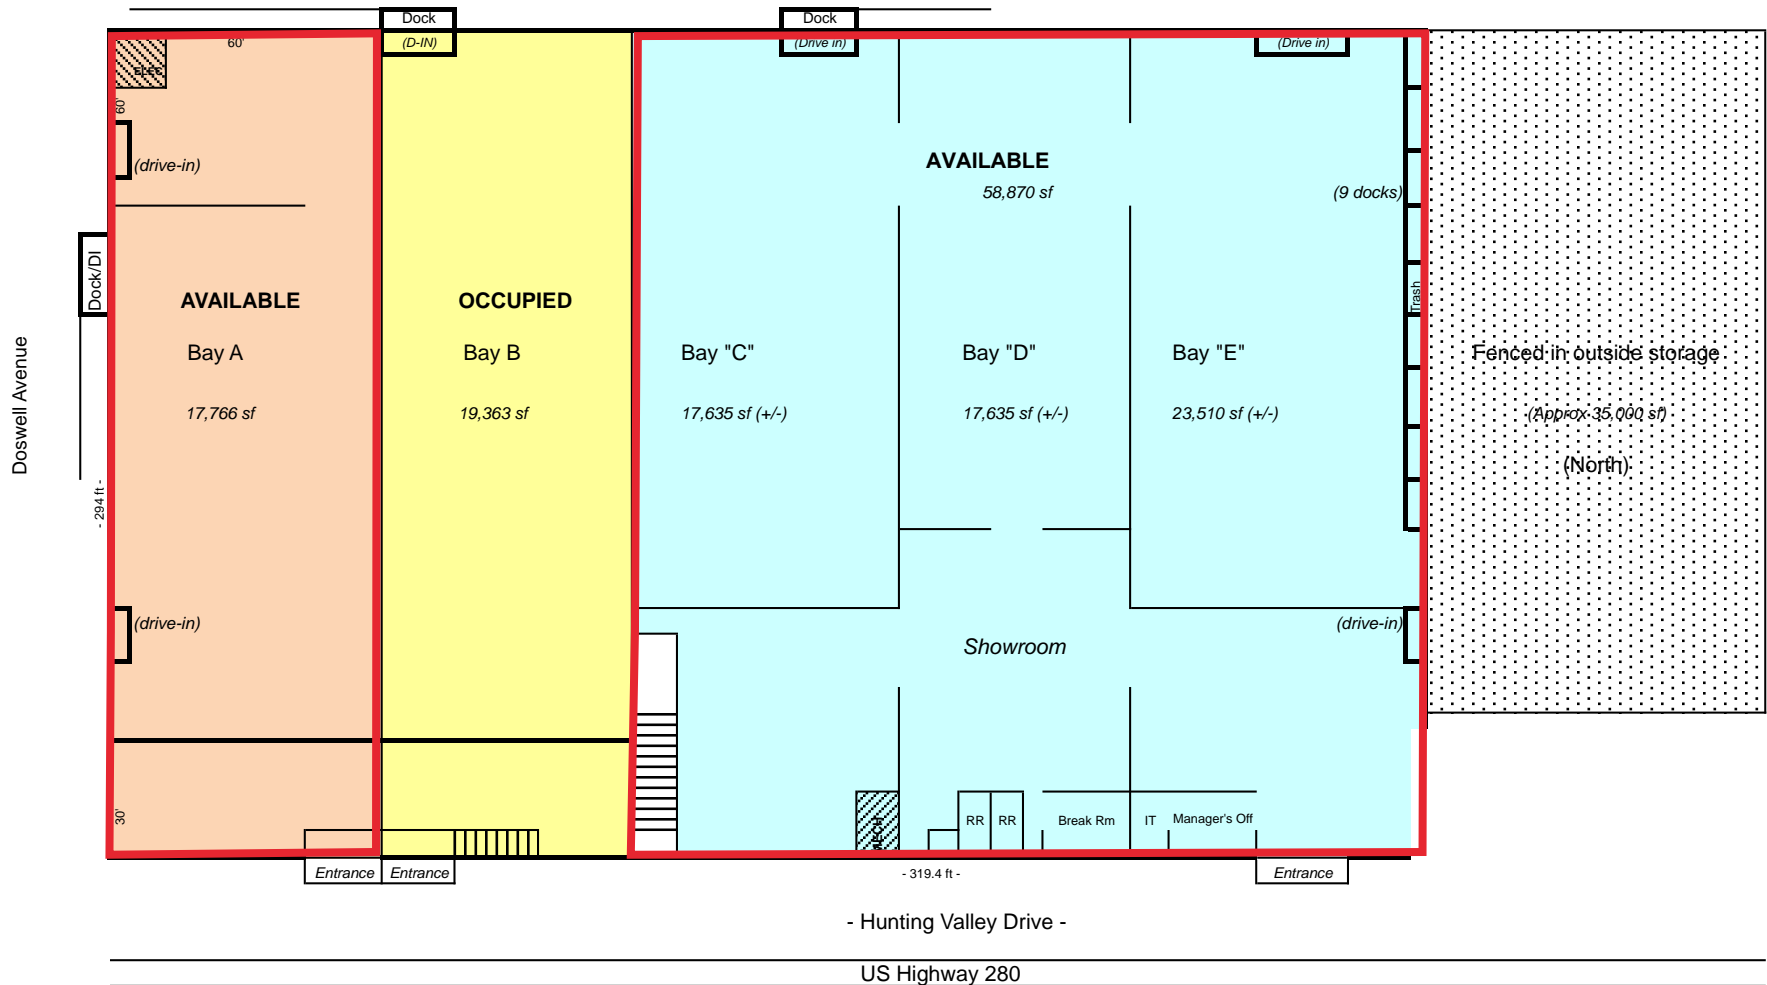 Dock
Dock
60'
(D-IN)
(Drive in)
(Drive in)
ELEC
60'
(drive-in)
AVAILABLE
58,870 sf
(9 docks)
Dock/DI
Trash
AVAILABLE
OCCUPIED
Doswell Avenue
Bay A
Bay B
Bay "C"
Bay "D"
Bay "E"
Fenced in outside storage
17,766 sf
19,363 sf
17,635 sf (+/-)
17,635 sf (+/-)
23,510 sf (+/-)
(Approx 35,000 sf)
(North)
- 294 ft -
(drive-in)
(drive-in)
Showroom
30'
MECH
RR
RR
Break Rm
IT
Manager's Off
Entrance
Entrance
- 319.4 ft -
Entrance
- Hunting Valley Drive -
US Highway 280